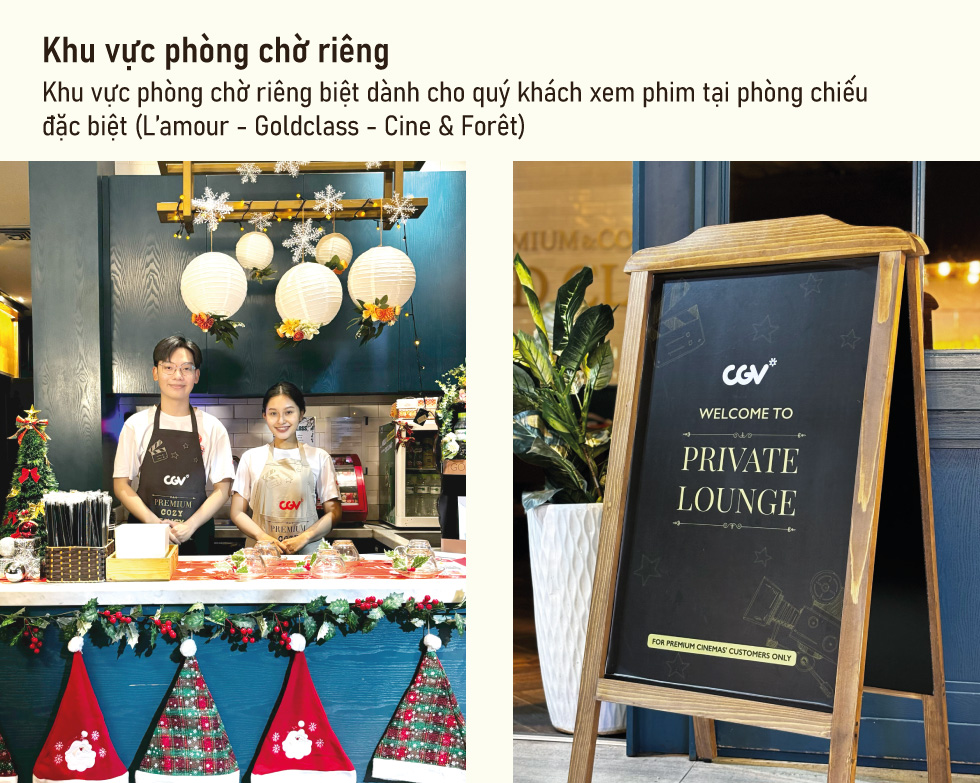 Khu vực phòng chờ riêng
Khu vực phòng chờ riêng biệt dành cho quý khách xem phim tại phòng chiếu
đặc biệt (L’amour - Goldclass - Cine & Forêt)
CGV
PREMIUM
COZY
CGV
PREMIUM
CGV
WELCOME TO
PRIVATE
LOUNGE
FOR PREMIUM CINEMAS' CUSTOMERS ONLY